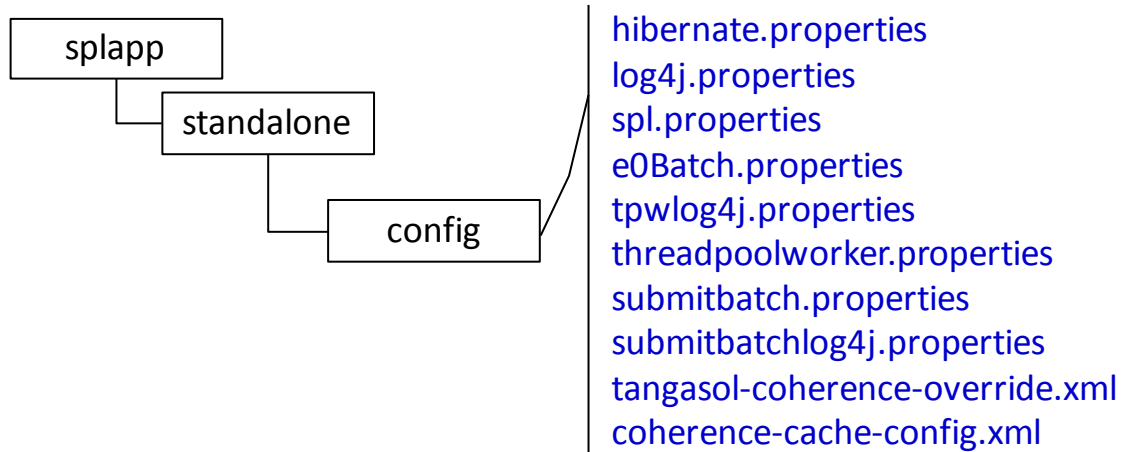 splapp
standalone
config
hibernate.properties
log4j.properties
spl.properties
e0Batch.properties
tpwlog4j.properties
threadpoolworker.properties
submitbatch.properties
submitbatchlog4j.properties
tangasol-coherence-override.xml
coherence-cache-config.xml